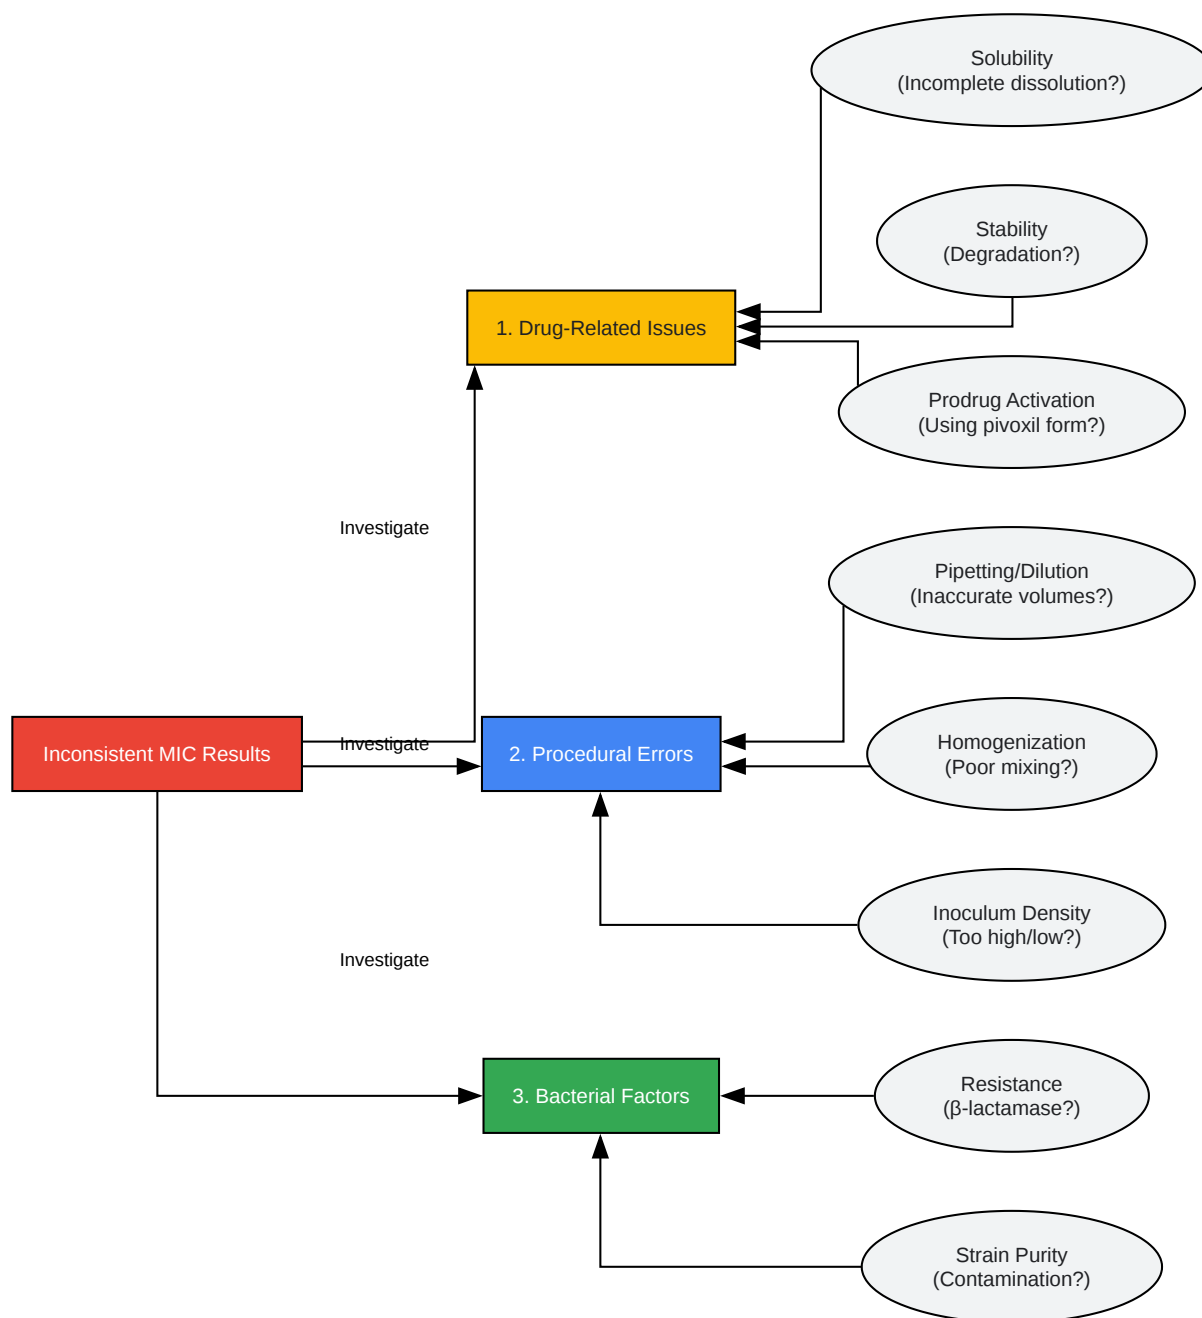 Solubility
(Incomplete dissolution?)
Stability
(Degradation?)
1. Drug-Related Issues
Prodrug Activation
(Using pivoxil form?)
Investigate
Pipetting/Dilution
(Inaccurate volumes?)
Inconsistent MIC Results
Investigate
2. Procedural Errors
Homogenization
(Poor mixing?)
Inoculum Density
(Too high/low?)
Investigate
3. Bacterial Factors
Resistance
(β-lactamase?)
Strain Purity
(Contamination?)